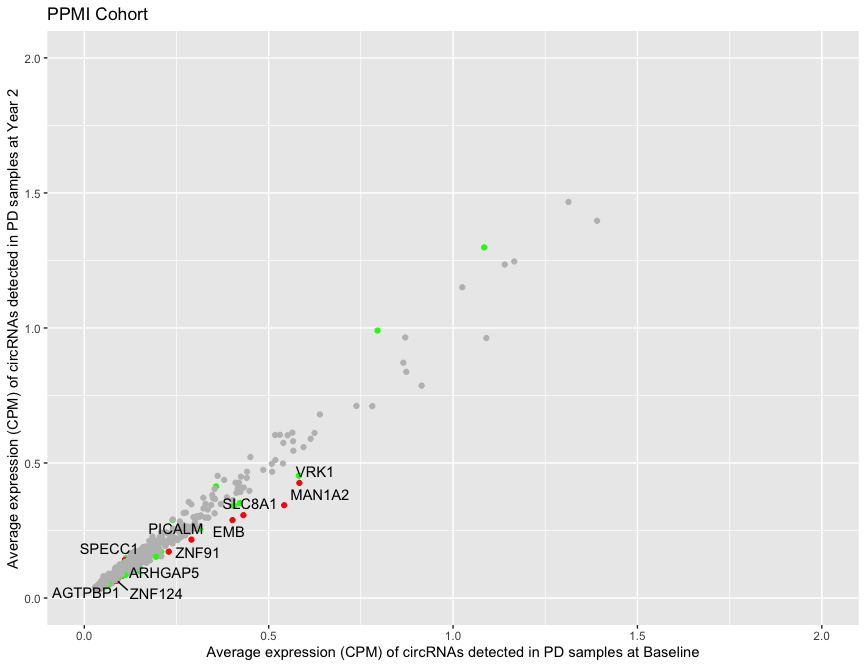 PPMI Cohort
Average expression (CPM) of circRNAs detected in PD samples at Year 2
2.0
1.5
1.0
0.5
0.0
VRK1
MAN1A2
SLC8A1
EMB
PICALM
SPECC1
ZNF91
ARHGAP5
AGTPBP1
ZNF124
0.0 0.5 1.0 1.5 2.0
Average expression (CPM) of circRNAs detected in PD samples at Baseline